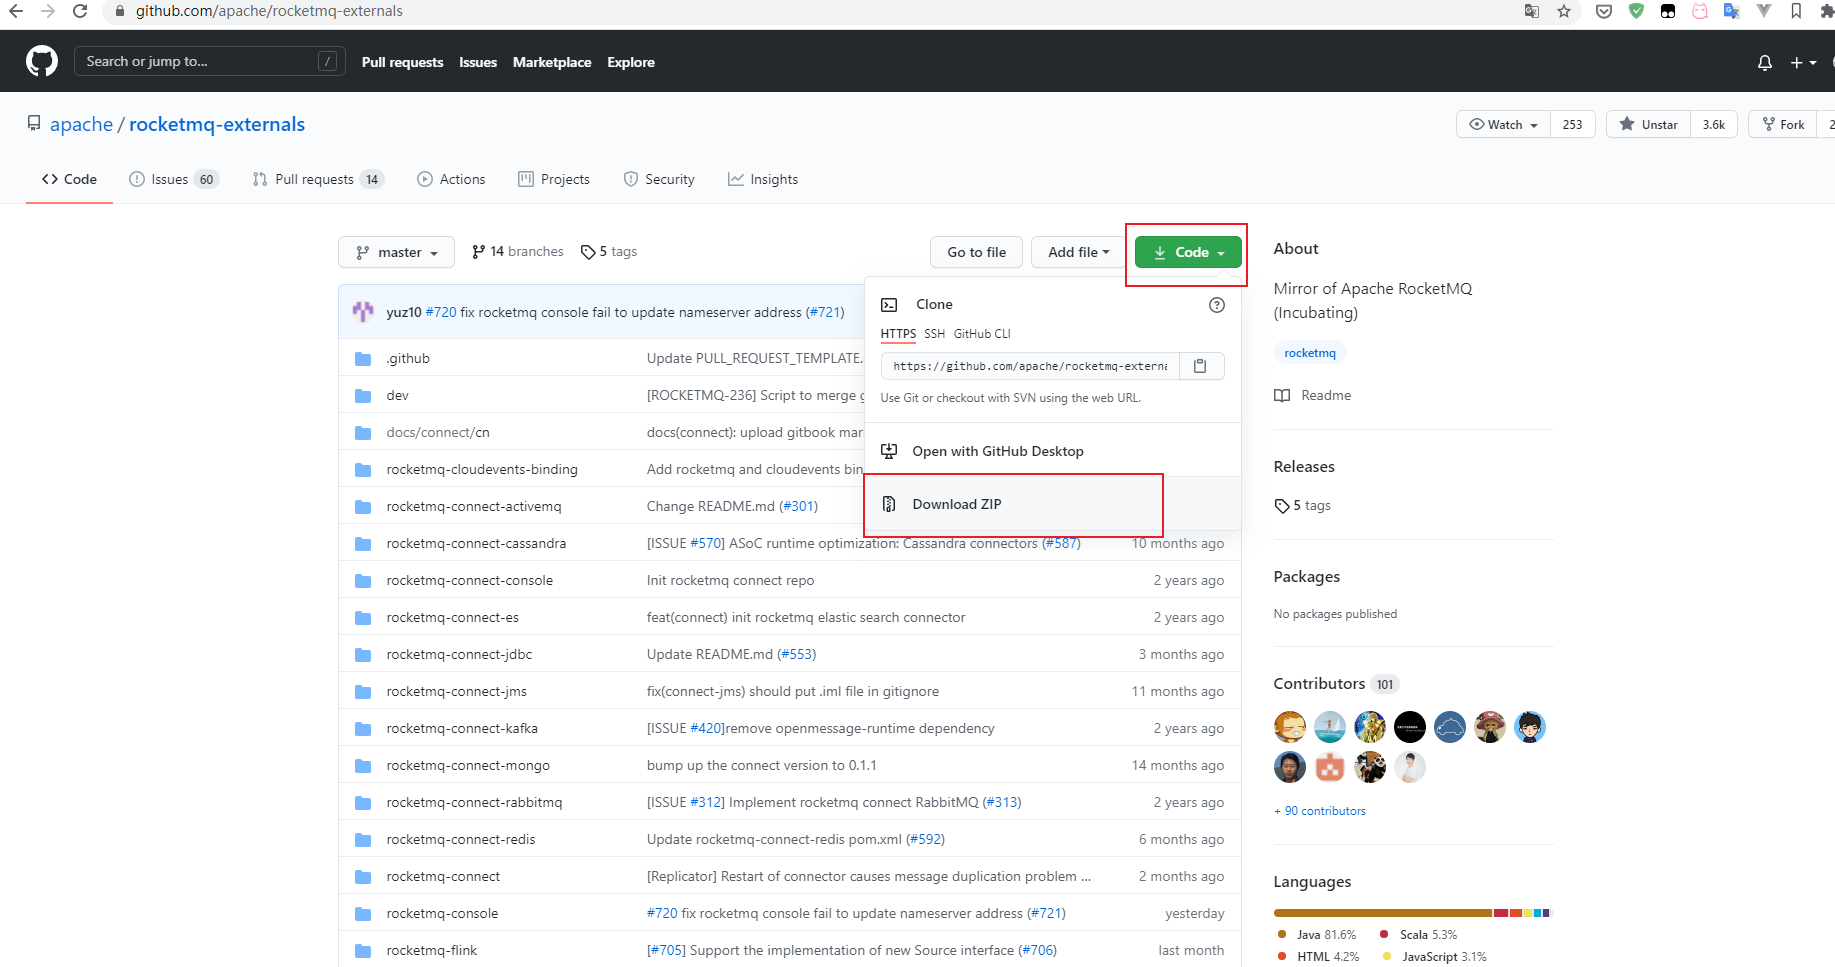 github.com/apache/rocketmq-externals
Search or jump to... /
Pull requests Issues Marketplace Explore
apache / rocketmq-externals
Watch 253 Unstar 3.6k Fork 2
Code Issues 60 Pull requests 14 Actions Projects Security Insights
master 14 branches 5 tags Go to file Add file Code
Clone
HTTPS SSH GitHub CLI
https://github.com/apache/rocketmq-externa
Use Git or checkout with SVN using the web URL.
Open with GitHub Desktop
Download ZIP
yuz10 #720 fix rocketmq console fail to update nameserver address (#721)
.github Update PULL_REQUEST_TEMPLATE.
dev [ROCKETMQ-236] Script to merge
docs/connect/cn docs(connect): upload gitbook mar
rocketmq-cloudevents-binding Add rocketmq and cloudevents bin
rocketmq-connect-activemq Change README.md (#301)
rocketmq-connect-cassandra [ISSUE #570] ASoC runtime optimization: Cassandra connectors (#587) 10 months ago
rocketmq-connect-console Init rocketmq connect repo 2 years ago
rocketmq-connect-es feat(connect) init rocketmq elastic search connector 2 years ago
rocketmq-connect-jdbc Update README.md (#553) 3 months ago
rocketmq-connect-jms fix(connect-jms) should put .iml file in gitignore 11 months ago
rocketmq-connect-kafka [ISSUE #420]remove openmessage-runtime dependency 2 years ago
rocketmq-connect-mongo bump up the connect version to 0.1.1 14 months ago
rocketmq-connect-rabbitmq [ISSUE #312] Implement rocketmq connect RabbitMQ (#313) 2 years ago
rocketmq-connect-redis Update rocketmq-connect-redis pom.xml (#592) 6 months ago
rocketmq-connect [Replicator] Restart of connector causes message duplication problem ... 2 months ago
rocketmq-console #720 fix rocketmq console fail to update nameserver address (#721) yesterday
rocketmq-flink [#705] Support the implementation of new Source interface (#706) last month
About
Mirror of Apache RocketMQ
(Incubating)
rocketmq
Readme
Releases
5 tags
Packages
No packages published
Contributors 101
+ 90 contributors
Languages
Java 81.6% Scala 5.3%
HTML 4.2% JavaScript 3.1%